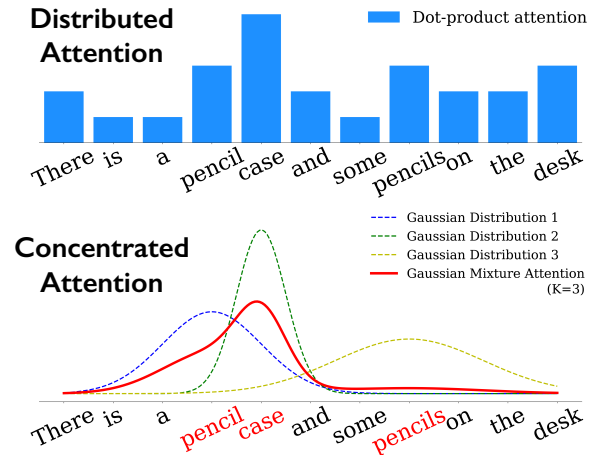 Distributed
Attention
Dot-product attention
There is a pencil case and some pencils on the desk
Concentrated
Attention
Gaussian Distribution 1
Gaussian Distribution 2
Gaussian Distribution 3
Gaussian Mixture Attention
(K=3)
There is a pencil case and some pencils on the desk